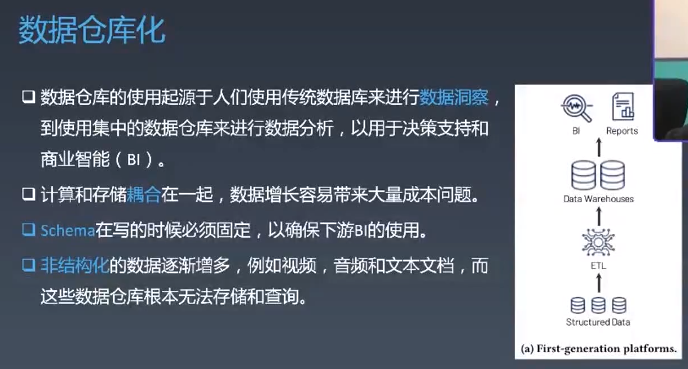 数据仓库化
❑ 数据仓库的使用起源于人们使用传统数据库来进行数据洞察，
到使用集中的数据仓库来进行数据分析，以用于决策支持和
商业智能（BI）。
❑ 计算和存储耦合在一起，数据增长容易带来大量成本问题。
❑ Schema在写的时候必须固定，以确保下游BI的使用。
❑ 非结构化的数据逐渐增多，例如视频，音频和文本文档，而
这些数据仓库根本无法存储和查询。
BI Reports
Data Warehouses
ETL
Structured Data
(a) First-generation platforms.